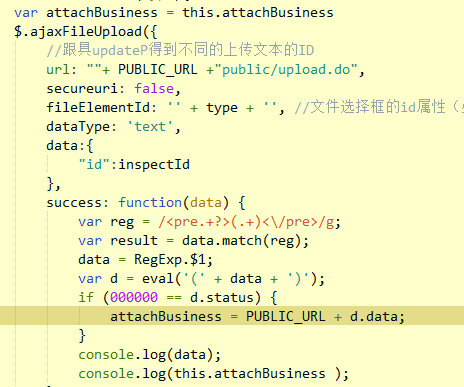 var attachBusiness = this.attachBusiness
$.ajaxFileUpload({
//跟具updateP得到不同的上传文本的ID
url: ""+ PUBLIC_URL +"public/upload.do",
secureuri: false,
fileElementId: '' + type + '', //文件选择框的id属性（
dataType: 'text',
data:{
"id":inspectId
},
success: function(data) {
var reg = /<pre.+?>(.+)<\/pre>/g;
var result = data.match(reg);
data = RegExp.$1;
var d = eval('(' + data + ')');
if (000000 == d.status) {
attachBusiness = PUBLIC_URL + d.data;
}
console.log(data);
console.log(this.attachBusiness );